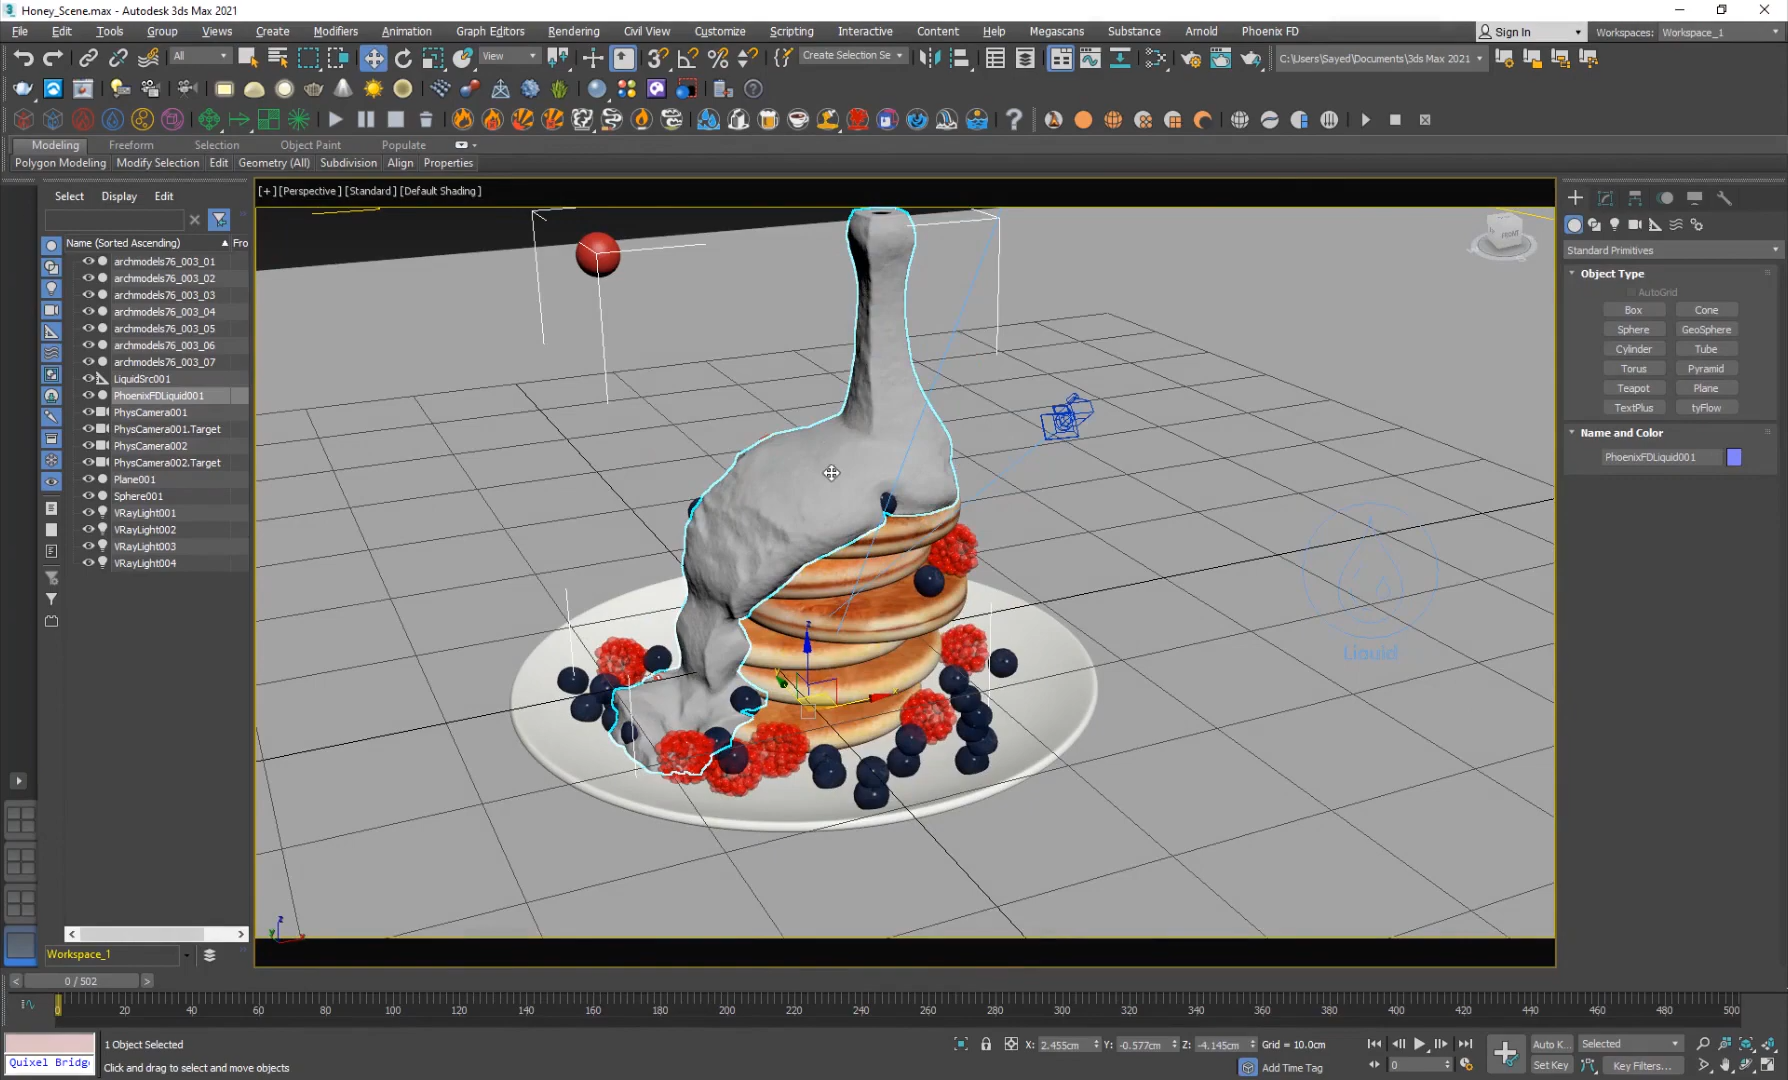 Honey_Scene.max - Autodesk 3ds Max 2021
File Edit Tools Group Views Create Modifiers Animation Graph Editors Rendering Civil View Customize Scripting Interactive Content Help Megascans Substance Arnold Phoenix FD Sign In Workspaces: Workspace_1
All View Create Selection Se C:\Users\Sayed\Documents\3ds Max 2021
Modeling Freeform Selection Object Paint Populate
Polygon Modeling Modify Selection Edit Geometry (All) Subdivision Align Properties
Select Display Edit
[+] [Perspective] [Standard] [Default Shading]
Name (Sorted Ascending) Fro
archmodels76_003_01
archmodels76_003_02
archmodels76_003_03
archmodels76_003_04
archmodels76_003_05
archmodels76_003_06
archmodels76_003_07
LiquidSrc001
PhoenixFDLiquid001
PhysCamera001
PhysCamera001.Target
PhysCamera002
PhysCamera002.Target
Plane001
Sphere001
VRayLight001
VRayLight002
VRayLight003
VRayLight004
Liquid
Standard Primitives
Object Type
AutoGrid
Box Cone
Sphere GeoSphere
Cylinder Tube
Torus Pyramid
Teapot Plane
TextPlus tyFlow
Name and Color
PhoenixFDLiquid001
Workspace_1
0 / 502
0 20 40 60 80 100 120 140 160 180 200 220 240 260 280 300 320 340 360 380 400 420 440 460 480 500
1 Object Selected X: 2.455cm Y: -0.577cm Z: -4.145cm Grid = 10.0cm Auto K... Selected
Quixel Bridg Click and drag to select and move objects Add Time Tag 0 Set Key Key Filters...